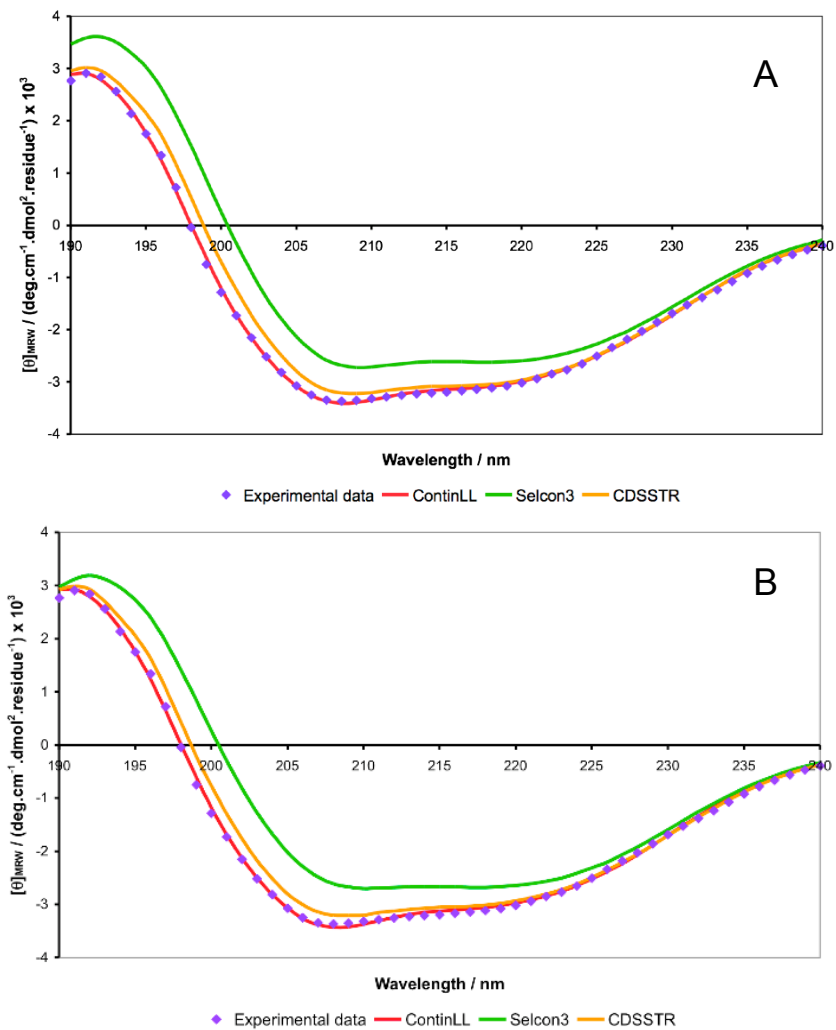 4
A
3
2
1
0
190 195 200 205 210 215 220 225 230 235 240
-1
-2
-3
-4
[θ]MRW / (deg.cm⁻¹.dmol².residue⁻¹) x 10³
Wavelength / nm
Experimental data ContinLL Selcon3 CDSSTR
4
B
3
2
1
0
190 195 200 205 210 215 220 225 230 235 240
-1
-2
-3
-4
[θ]MRW / (deg.cm⁻¹.dmol².residue⁻¹) x 10³
Wavelength / nm
Experimental data ContinLL Selcon3 CDSSTR